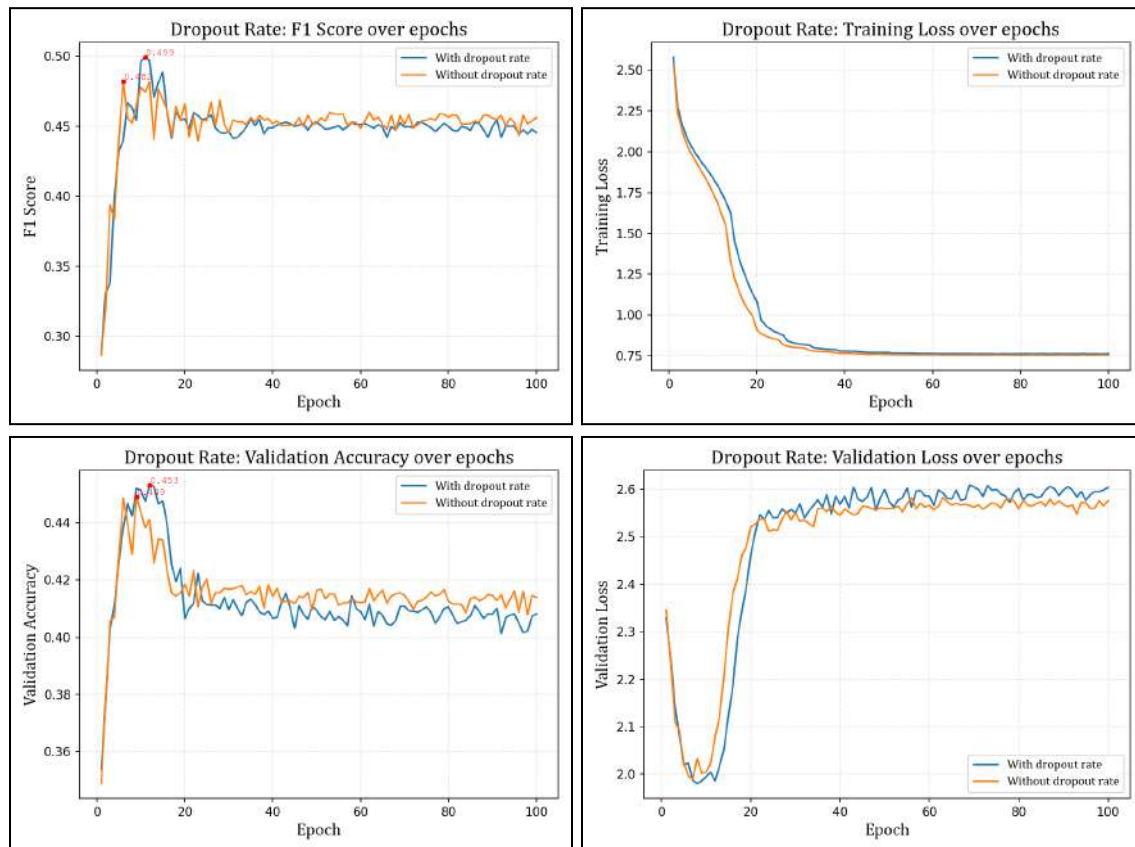 Dropout Rate: F1 Score over epochs
With dropout rate
Without dropout rate
0.499
F1 Score
0.50
0.45
0.40
0.35
0.30
0
20
40
60
80
100
Epoch
Dropout Rate: Training Loss over epochs
With dropout rate
Without dropout rate
Training Loss
2.50
2.25
2.00
1.75
1.50
1.25
1.00
0.75
0
20
40
60
80
100
Epoch
Dropout Rate: Validation Accuracy over epochs
With dropout rate
Without dropout rate
0.453
Validation Accuracy
0.44
0.42
0.40
0.38
0.36
0
20
40
60
80
100
Epoch
Dropout Rate: Validation Loss over epochs
Validation Loss
2.6
2.5
2.4
2.3
2.2
2.1
2.0
With dropout rate
Without dropout rate
0
20
40
60
80
100
Epoch